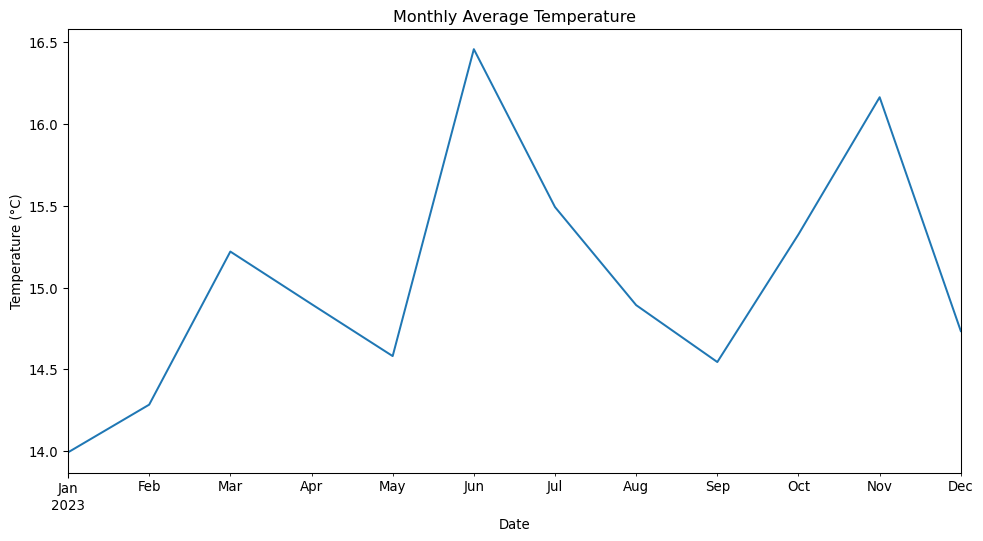 Monthly Average Temperature
Temperature (°C)
16.5
16.0
15.5
15.0
14.5
14.0
Jan Feb Mar Apr May Jun Jul Aug Sep Oct Nov Dec
2023
Date